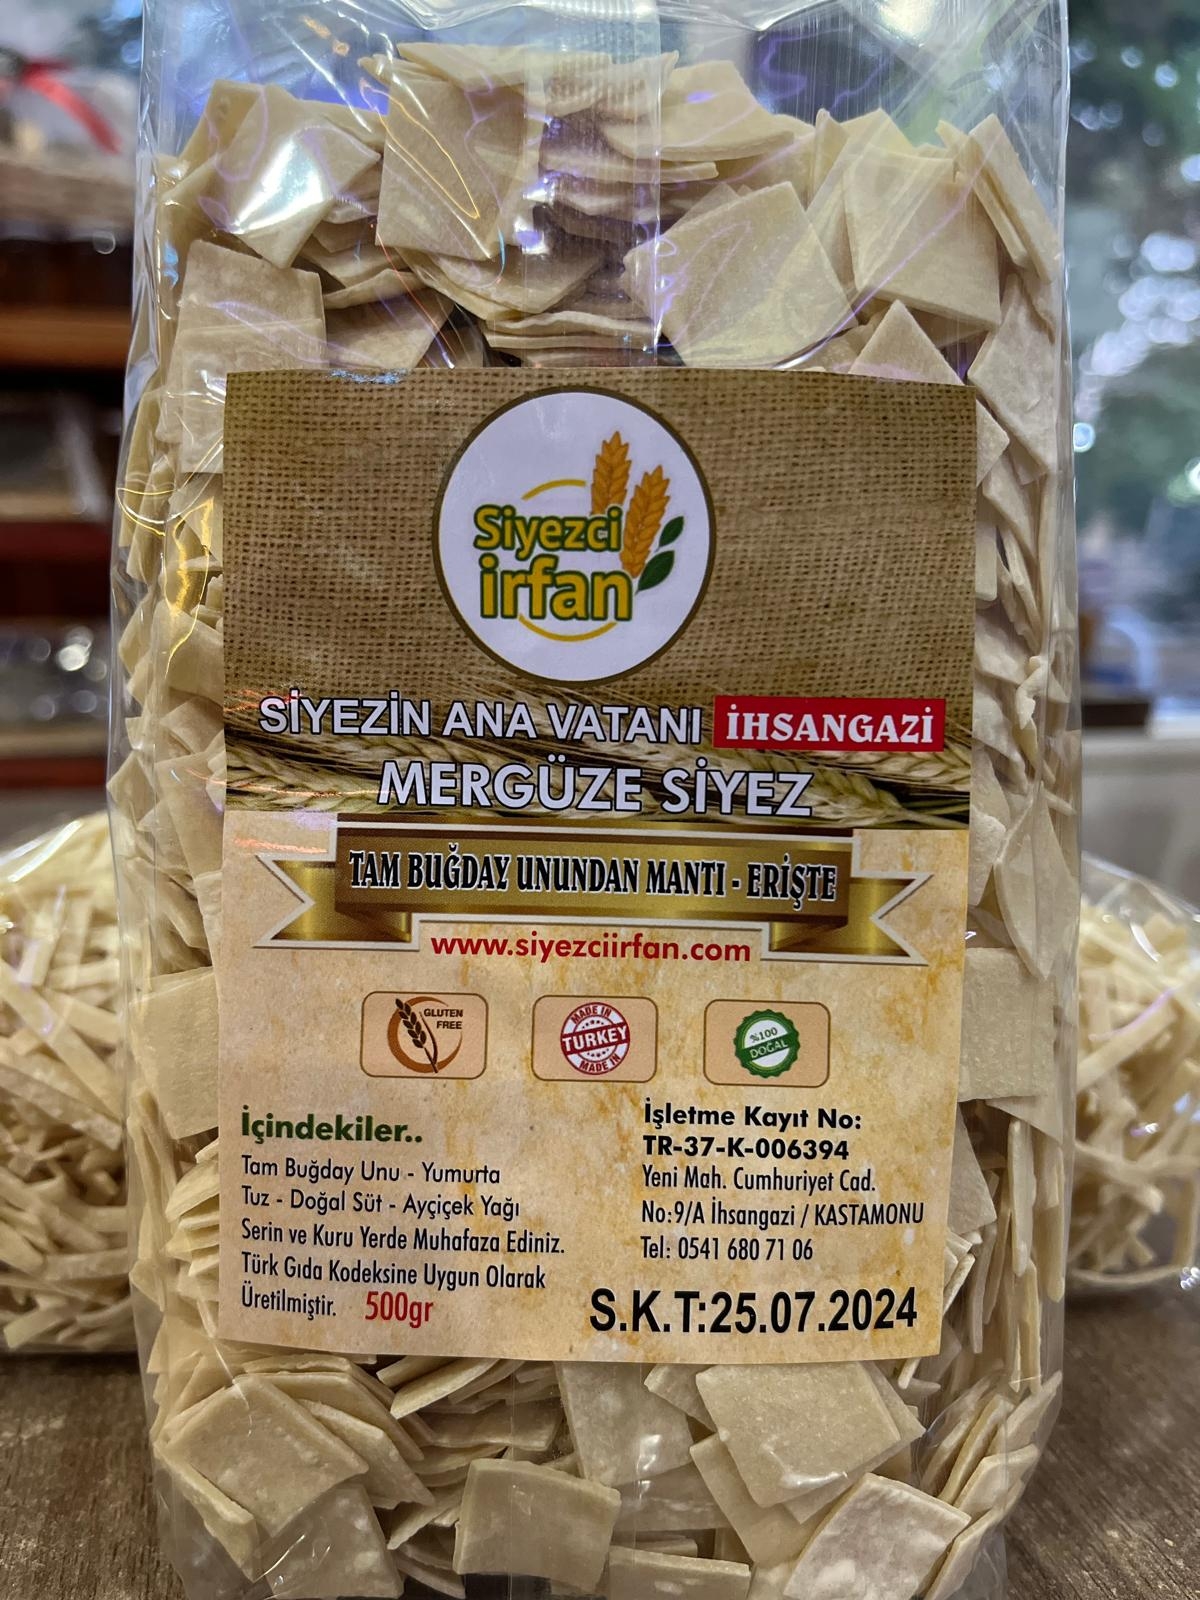 Siyezci
irfan
SİYEZİN ANA VATANI İHSANGAZİ
MERGÜZE SİYEZ
TAM BUĞDAY UNUNDAN MANTI - ERİŞTE
www.siyezciirfan.com
GLUTEN
FREE
MADE IN
TURKEY
MADE IN
%100
DOĞAL
İçindekiler..
Tam Buğday Unu - Yumurta
Tuz - Doğal Süt - Ayçiçek Yağı
Serin ve Kuru Yerde Muhafaza Ediniz.
Türk Gıda Kodeksine Uygun Olarak
Üretilmiştir. 500gr
İşletme Kayıt No:
TR-37-K-006394
Yeni Mah. Cumhuriyet Cad.
No:9/A İhsangazi / KASTAMONU
Tel: 0541 680 71 06
S.K.T:25.07.2024